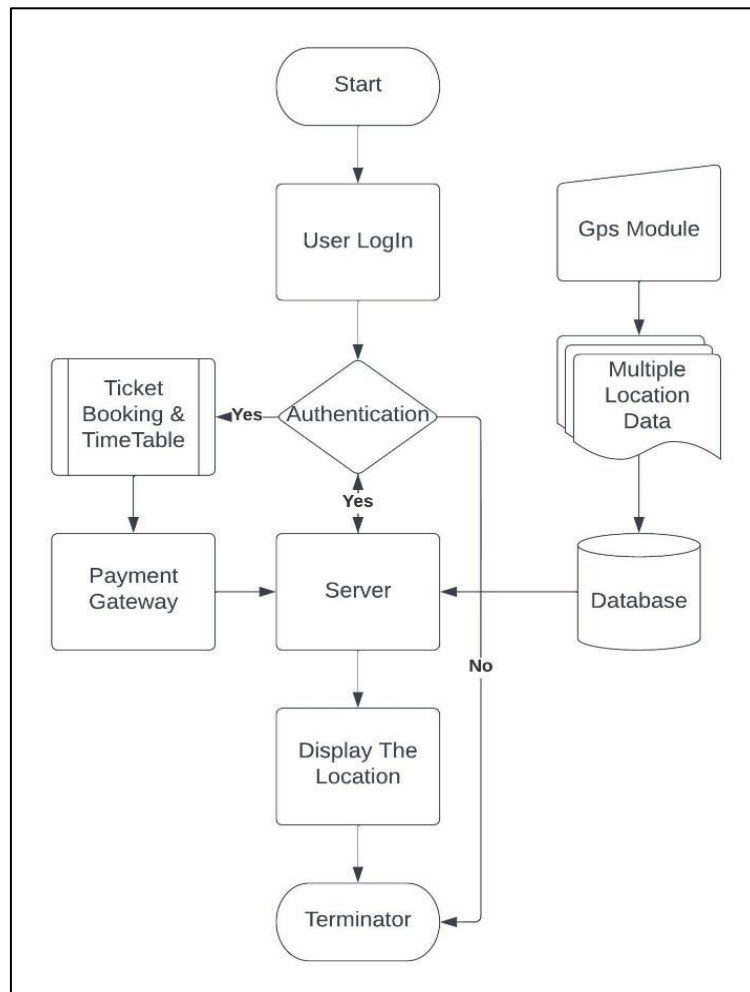 Start
User LogIn
Gps Module
Ticket
Booking &
TimeTable
Yes
Authentication
Multiple
Location
Data
Yes
Payment
Gateway
Server
Database
No
Display The
Location
Terminator